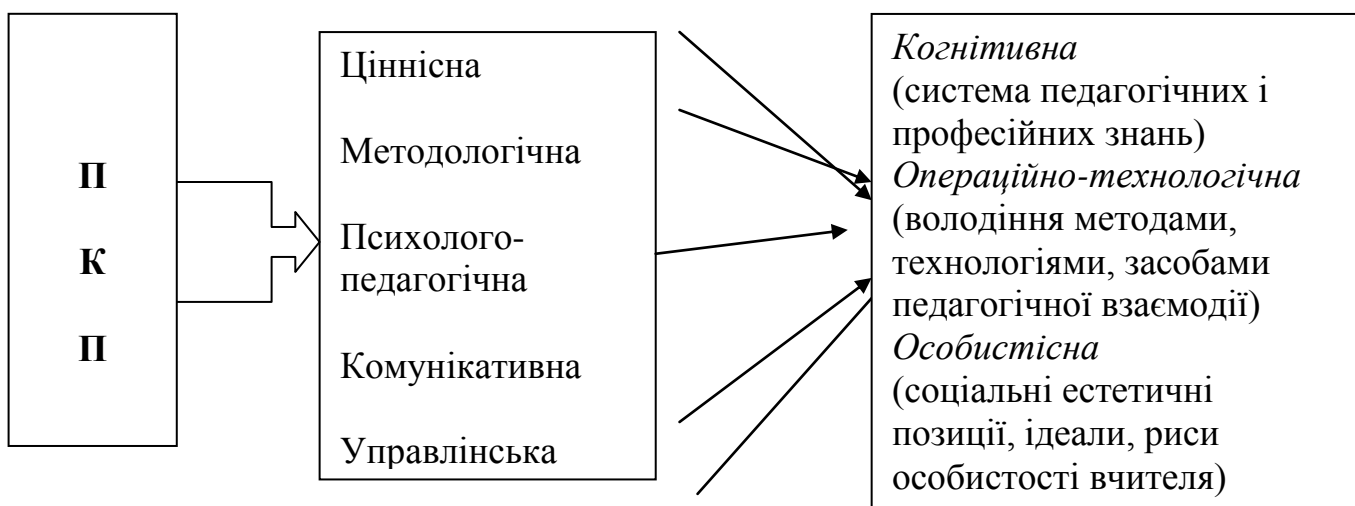 П
К
П
Ціннісна
Методологічна
Психолого-
педагогічна
Комунікативна
Управлінська
Когнітивна
(система педагогічних і
професійних знань)
Операційно-технологічна
(володіння методами,
технологіями, засобами
педагогічної взаємодії)
Особистісна
(соціальні естетичні
позиції, ідеали, риси
особистості вчителя)